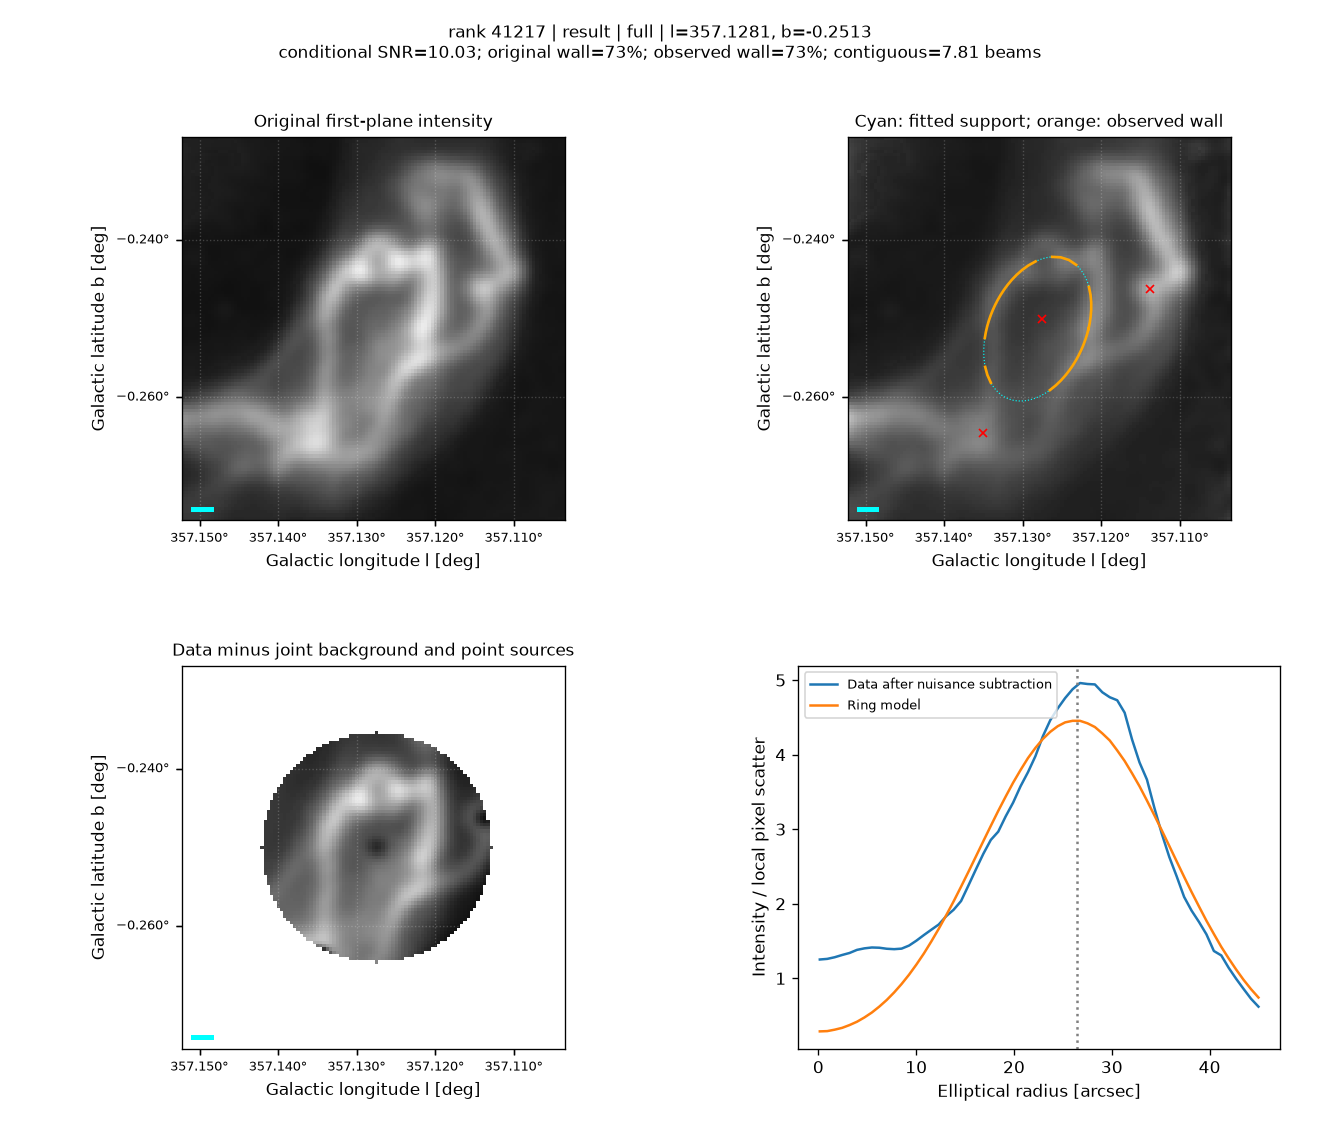 rank 41217 | result | full | l=357.1281, b=-0.2513
conditional SNR=10.03; original wall=73%; observed wall=73%; contiguous=7.81 beams
Original first-plane intensity
Galactic latitude b [deg]
−0.240°
−0.260°
357.150° 357.140° 357.130° 357.120° 357.110°
Galactic longitude l [deg]
Cyan: fitted support; orange: observed wall
Galactic latitude b [deg]
−0.240°
−0.260°
357.150° 357.140° 357.130° 357.120° 357.110°
Galactic longitude l [deg]
Data minus joint background and point sources
Galactic latitude b [deg]
−0.240°
−0.260°
357.150° 357.140° 357.130° 357.120° 357.110°
Galactic longitude l [deg]
Data after nuisance subtraction
Ring model
Intensity / local pixel scatter
5
4
3
2
1
0 10 20 30 40
Elliptical radius [arcsec]